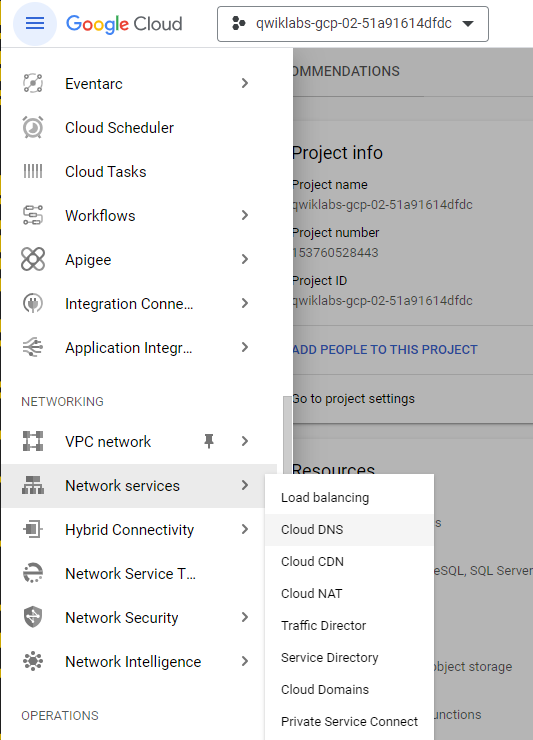 Google Cloud
qwiklabs-gcp-02-51a91614dfdc
Eventarc
Cloud Scheduler
Cloud Tasks
Workflows
Apigee
Integration Conne...
Application Integr...
NETWORKING
VPC network
Network services
Hybrid Connectivity
Network Service T...
Network Security
Network Intelligence
OPERATIONS
Load balancing
Cloud DNS
Cloud CDN
Cloud NAT
Traffic Director
Service Directory
Cloud Domains
Private Service Connect
OMMENDATIONS
Project info
Project name
qwiklabs-gcp-02-51a91614dfdc
Project number
153760528443
Project ID
qwiklabs-gcp-02-51a91614dfdc
ADD PEOPLE TO THIS PROJECT
Go to project settings
Resources
s
eSQL, SQL Server
object storage
unctions